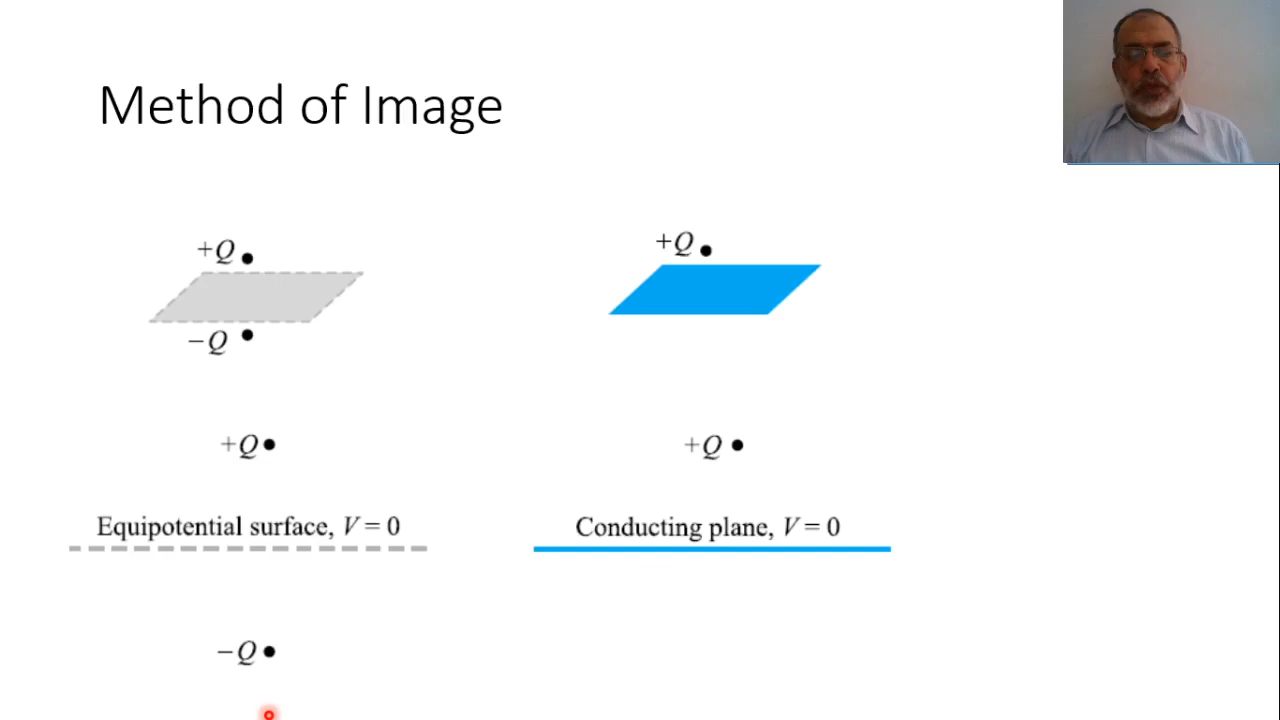 Method of Image
+Q
−Q
+Q
+Q
Equipotential surface, V = 0
−Q
+Q
Conducting plane, V = 0